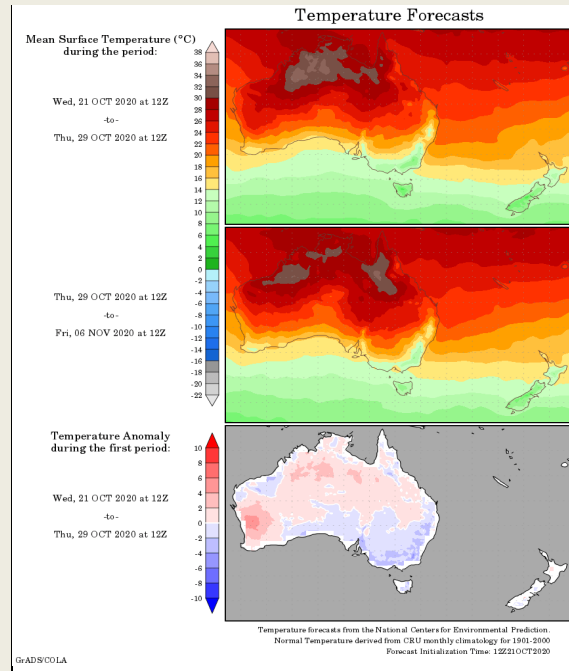 Temperature Forecasts
Mean Surface Temperature (°C)
during the period:
Wed, 21 OCT 2020 at 12Z
-to-
Thu, 29 OCT 2020 at 12Z
38
36
34
32
30
28
26
24
22
20
18
16
14
12
10
8
6
4
2
0
-2
-4
-6
-8
-10
-12
-14
-16
-18
-20
-22
Thu, 29 OCT 2020 at 12Z
-to-
Fri, 06 NOV 2020 at 12Z
Temperature Anomaly
during the first period:
Wed, 21 OCT 2020 at 12Z
-to-
Thu, 29 OCT 2020 at 12Z
10
8
6
4
2
0
-2
-4
-6
-8
-10
Temperature forecasts from the National Centers for Environmental Prediction.
Normal Temperature derived from CRU monthly climatology for 1901-2000
Forecast Initialization Time: 12Z21OCT2020
GrADS/COLA